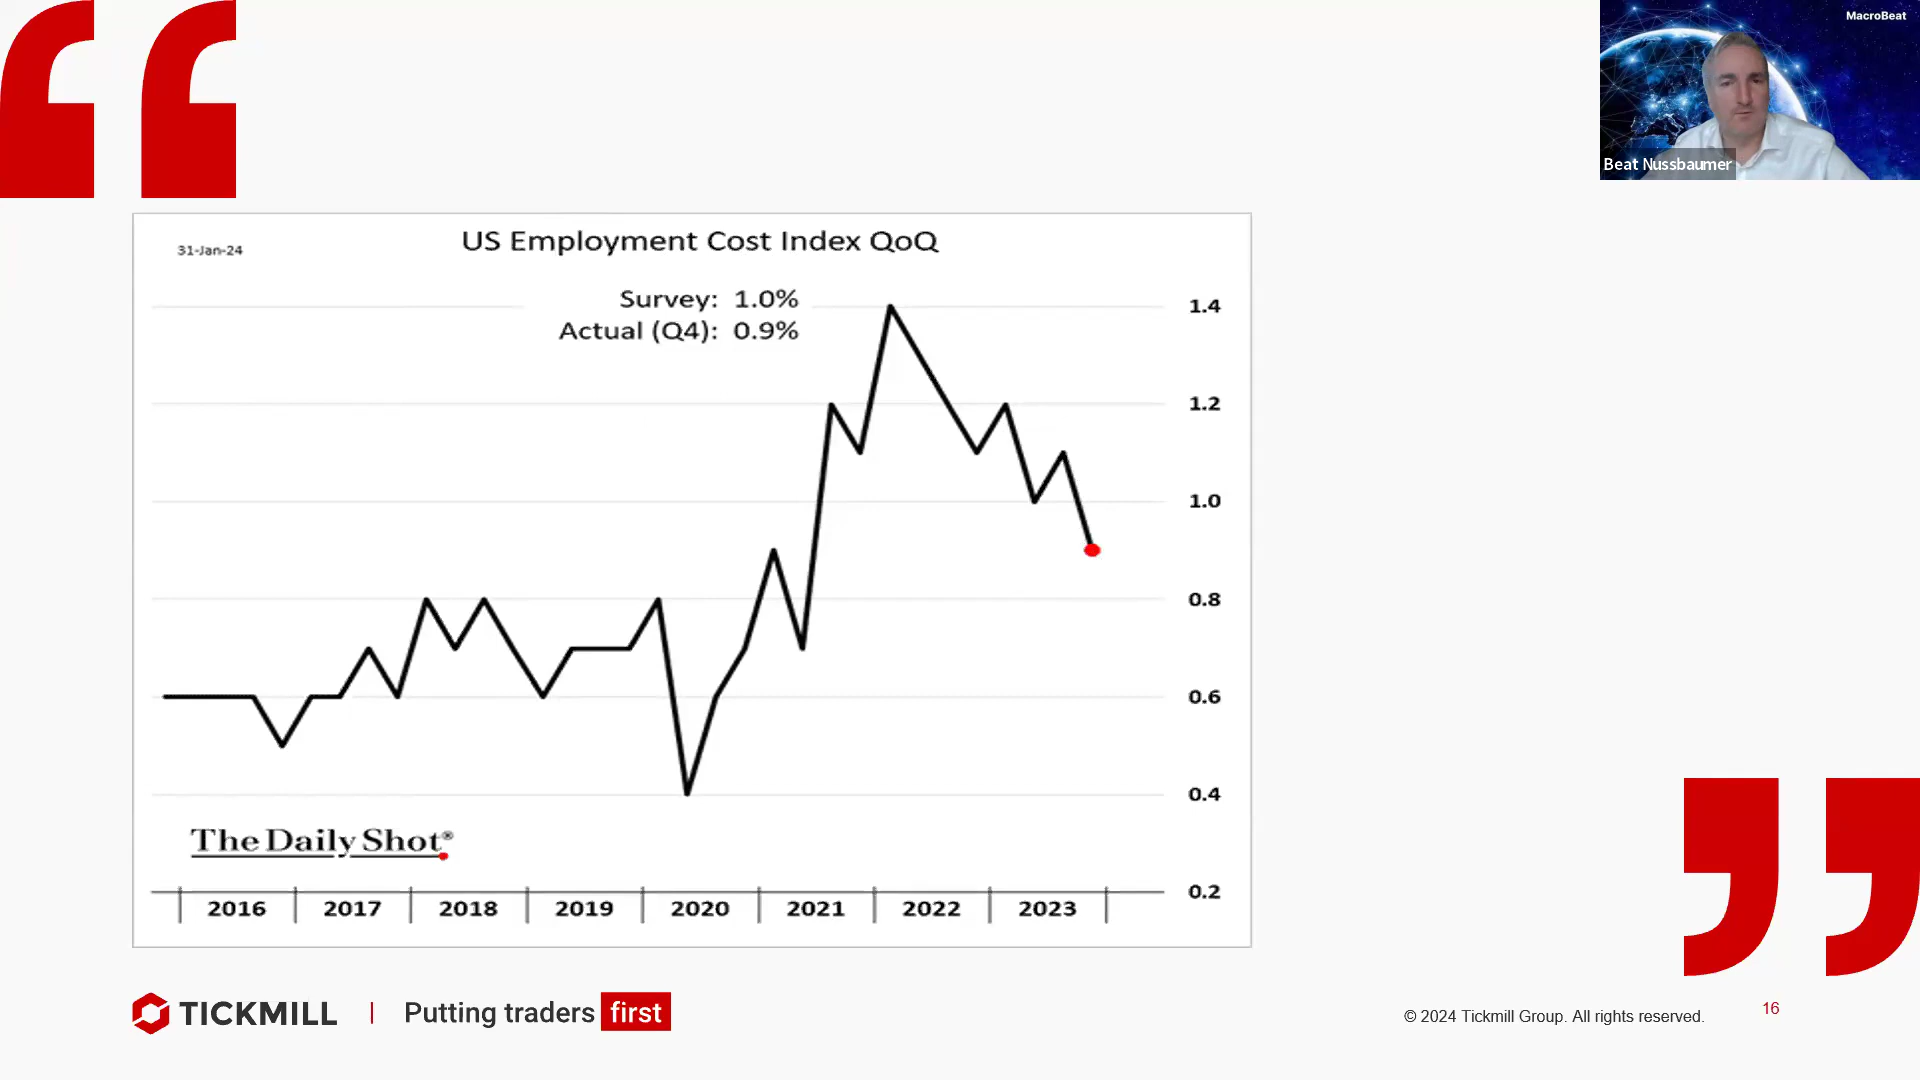 MacroBeat
Beat Nussbaumer
31-Jan-24
US Employment Cost Index QoQ
Survey: 1.0%
Actual (Q4): 0.9%
1.4
1.2
1.0
0.8
0.6
0.4
0.2
The Daily Shot®
2016 2017 2018 2019 2020 2021 2022 2023
TICKMILL | Putting traders first
© 2024 Tickmill Group. All rights reserved.
16